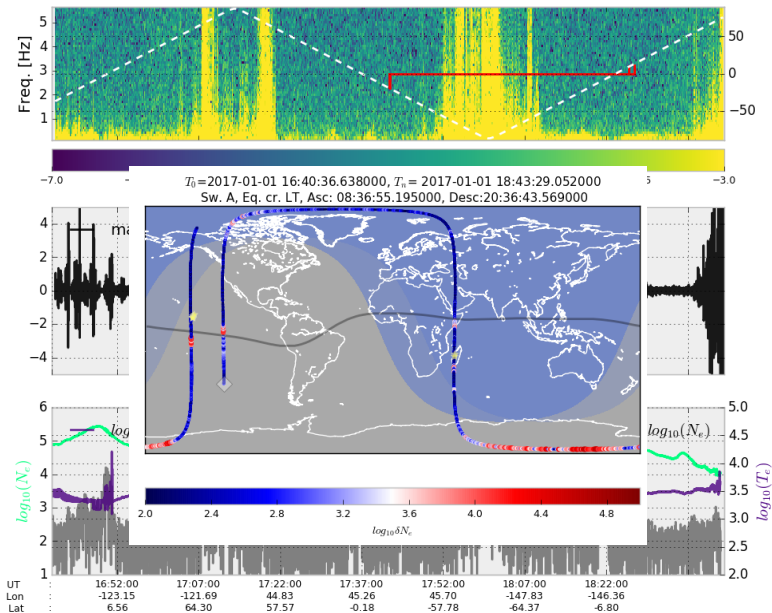 5
4
3
2
1
Freq. [Hz]
50
0
−50
−7.0
5
−3.0
T₀=2017-01-01 16:40:36.638000, Tₙ= 2017-01-01 18:43:29.052000
Sw. A, Eq. cr. LT, Asc: 08:36:55.195000, Desc:20:36:43.569000
4
ma
2
0
−2
−4
6
5
4
3
2
1
log₁₀(Nₑ)
log
log₁₀(Nₑ)
5.0
4.5
4.0
3.5
3.0
2.5
2.0
log₁₀(Tₑ)
2.0 2.4 2.8 3.2 3.6 4.0 4.4 4.8
log₁₀δNₑ
UT : 16:52:00 17:07:00 17:22:00 17:37:00 17:52:00 18:07:00 18:22:00
Lon : -123.15 -121.69 44.83 45.26 45.70 -147.83 -146.36
Lat : 6.56 64.30 57.57 -0.18 -57.78 -64.37 -6.80